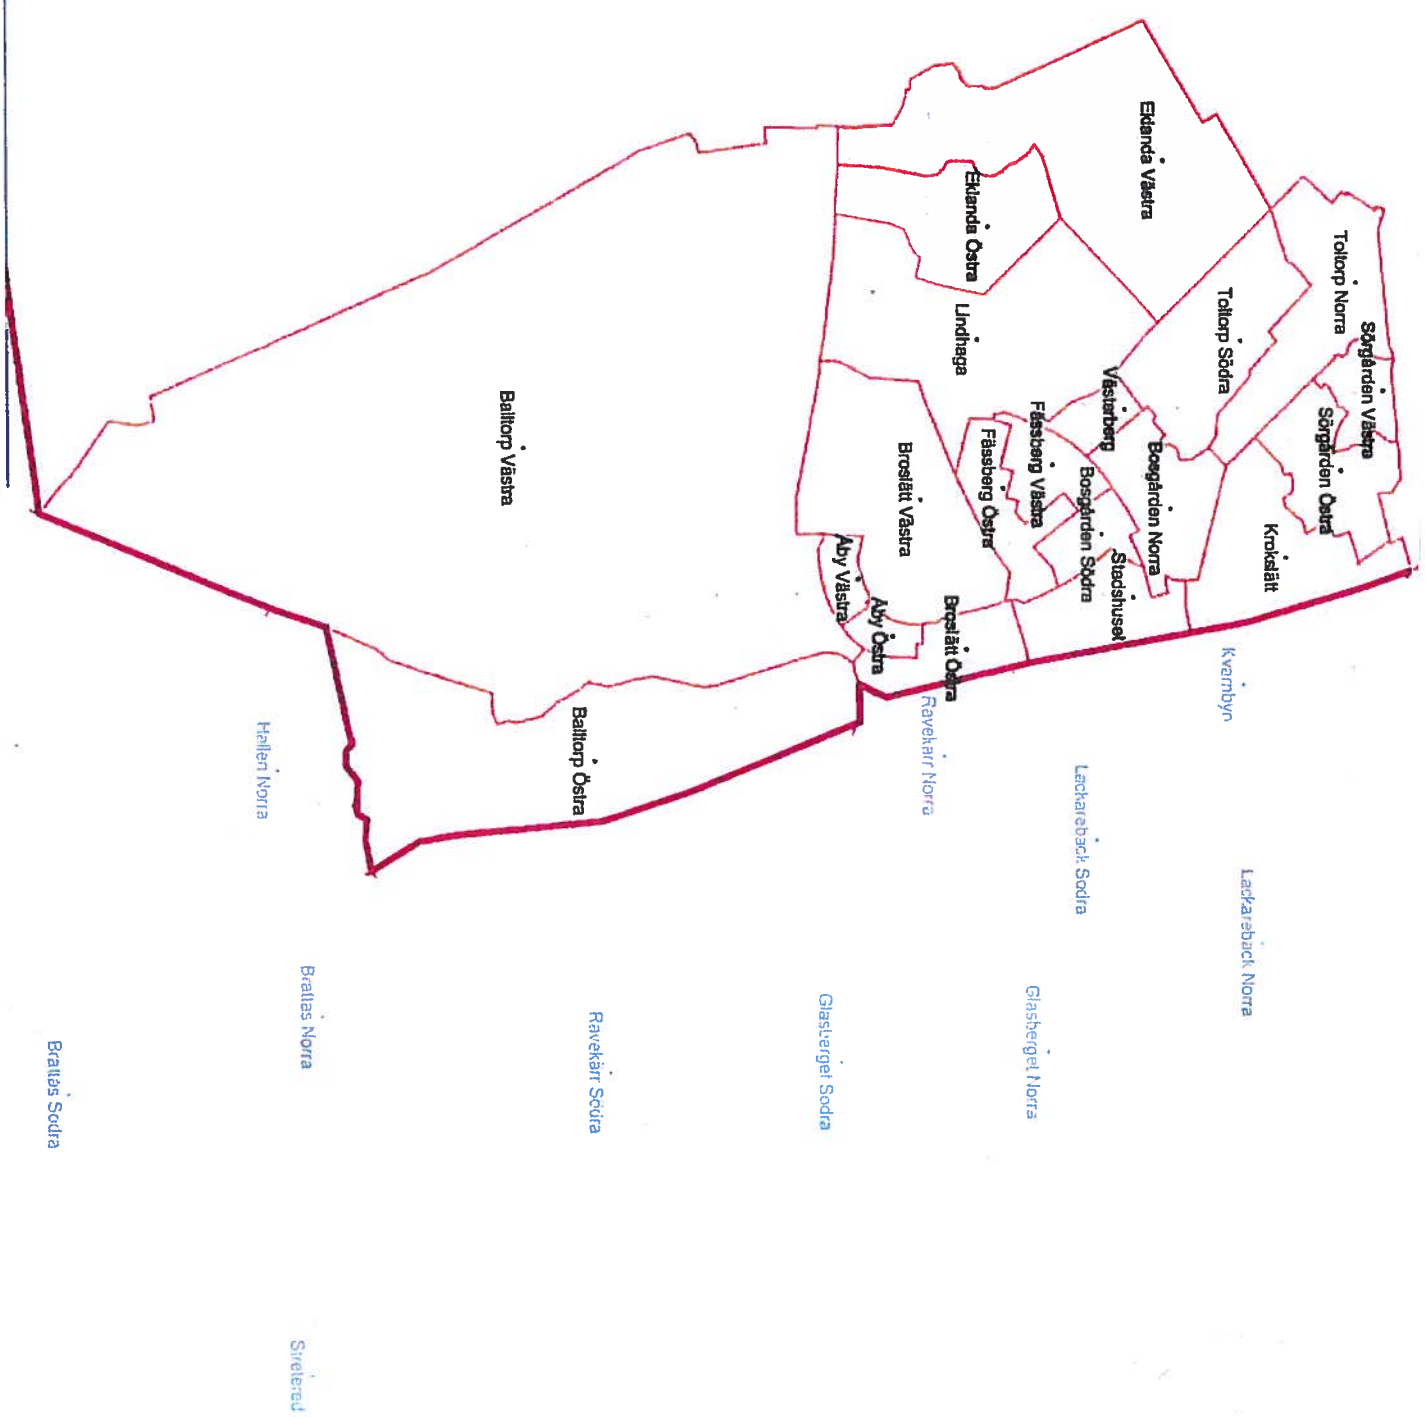 Toltorp Norra
Sörgården Västra
Sörgården Östra
Eklanda Västra
Toltorp Södra
Krokslätt
Västerberg
Bosgården Norra
Stadshuset
Bosgården Södra
Fässberg Västra
Fässberg Östra
Eklanda Östra
Lindhaga
Broslätt Västra
Broslätt Östra
Åby Västra
Åby Östra
Balltorp Västra
Balltorp Östra
Kvarnbyn
Lackarebäck Norra
Lackarebäck Södra
Ravekärr Norra
Glasberget Norra
Glasberget Södra
Ravekärr Södra
Hallen Norra
Brattås Norra
Brattås Södra
Stretered